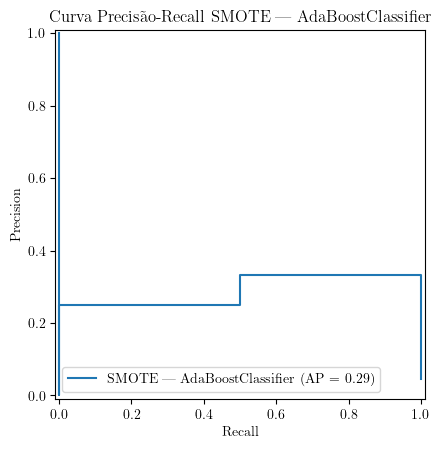 Curva Precisão-Recall SMOTE — AdaBoostClassifier
1.0
0.8
0.6
0.4
0.2
0.0
Precision
SMOTE — AdaBoostClassifier (AP = 0.29)
0.0 0.2 0.4 0.6 0.8 1.0
Recall